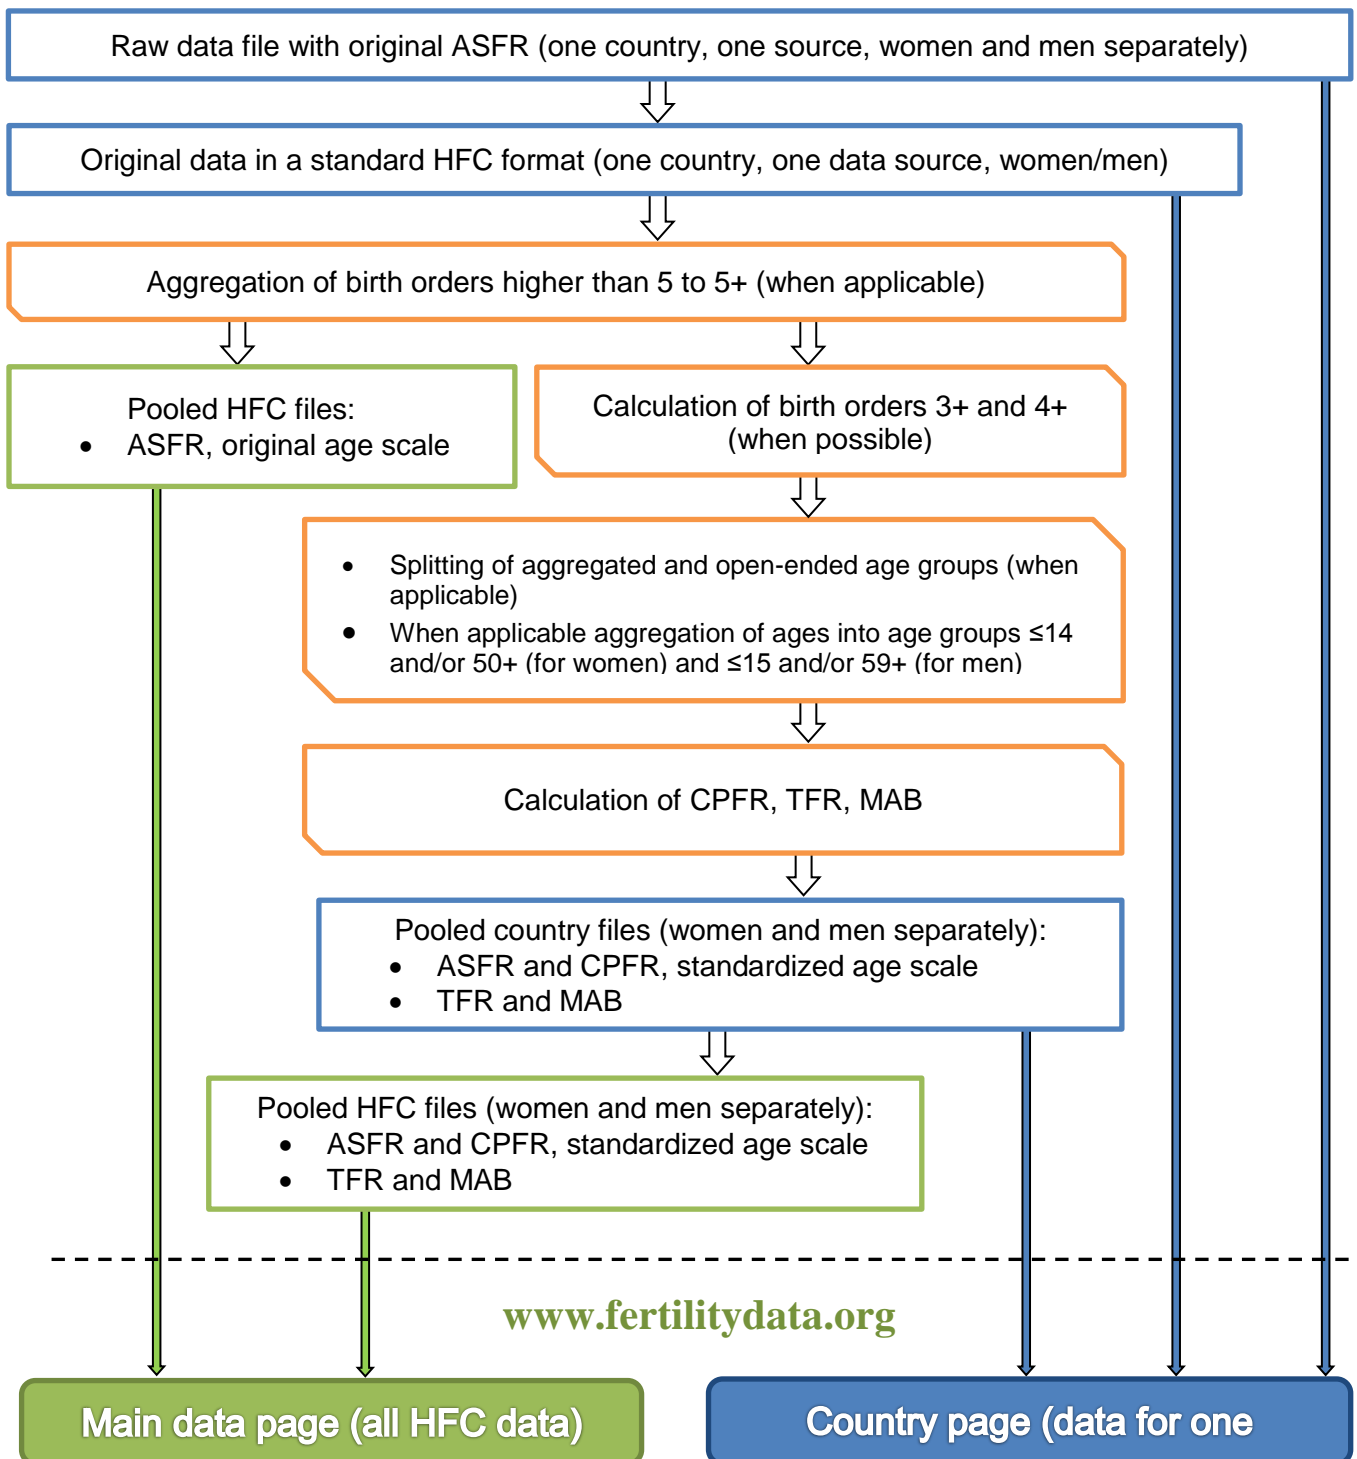 Raw data file with original ASFR (one country, one source, women and men separately)
Original data in a standard HFC format (one country, one data source, women/men)
Aggregation of birth orders higher than 5 to 5+ (when applicable)
Pooled HFC files:
• ASFR, original age scale
Calculation of birth orders 3+ and 4+
(when possible)
• Splitting of aggregated and open-ended age groups (when
applicable)
• When applicable aggregation of ages into age groups ≤14
and/or 50+ (for women) and ≤15 and/or 59+ (for men)
Calculation of CPFR, TFR, MAB
Pooled country files (women and men separately):
• ASFR and CPFR, standardized age scale
• TFR and MAB
Pooled HFC files (women and men separately):
• ASFR and CPFR, standardized age scale
• TFR and MAB
www.fertilitydata.org
Main data page (all HFC data)
Country page (data for one